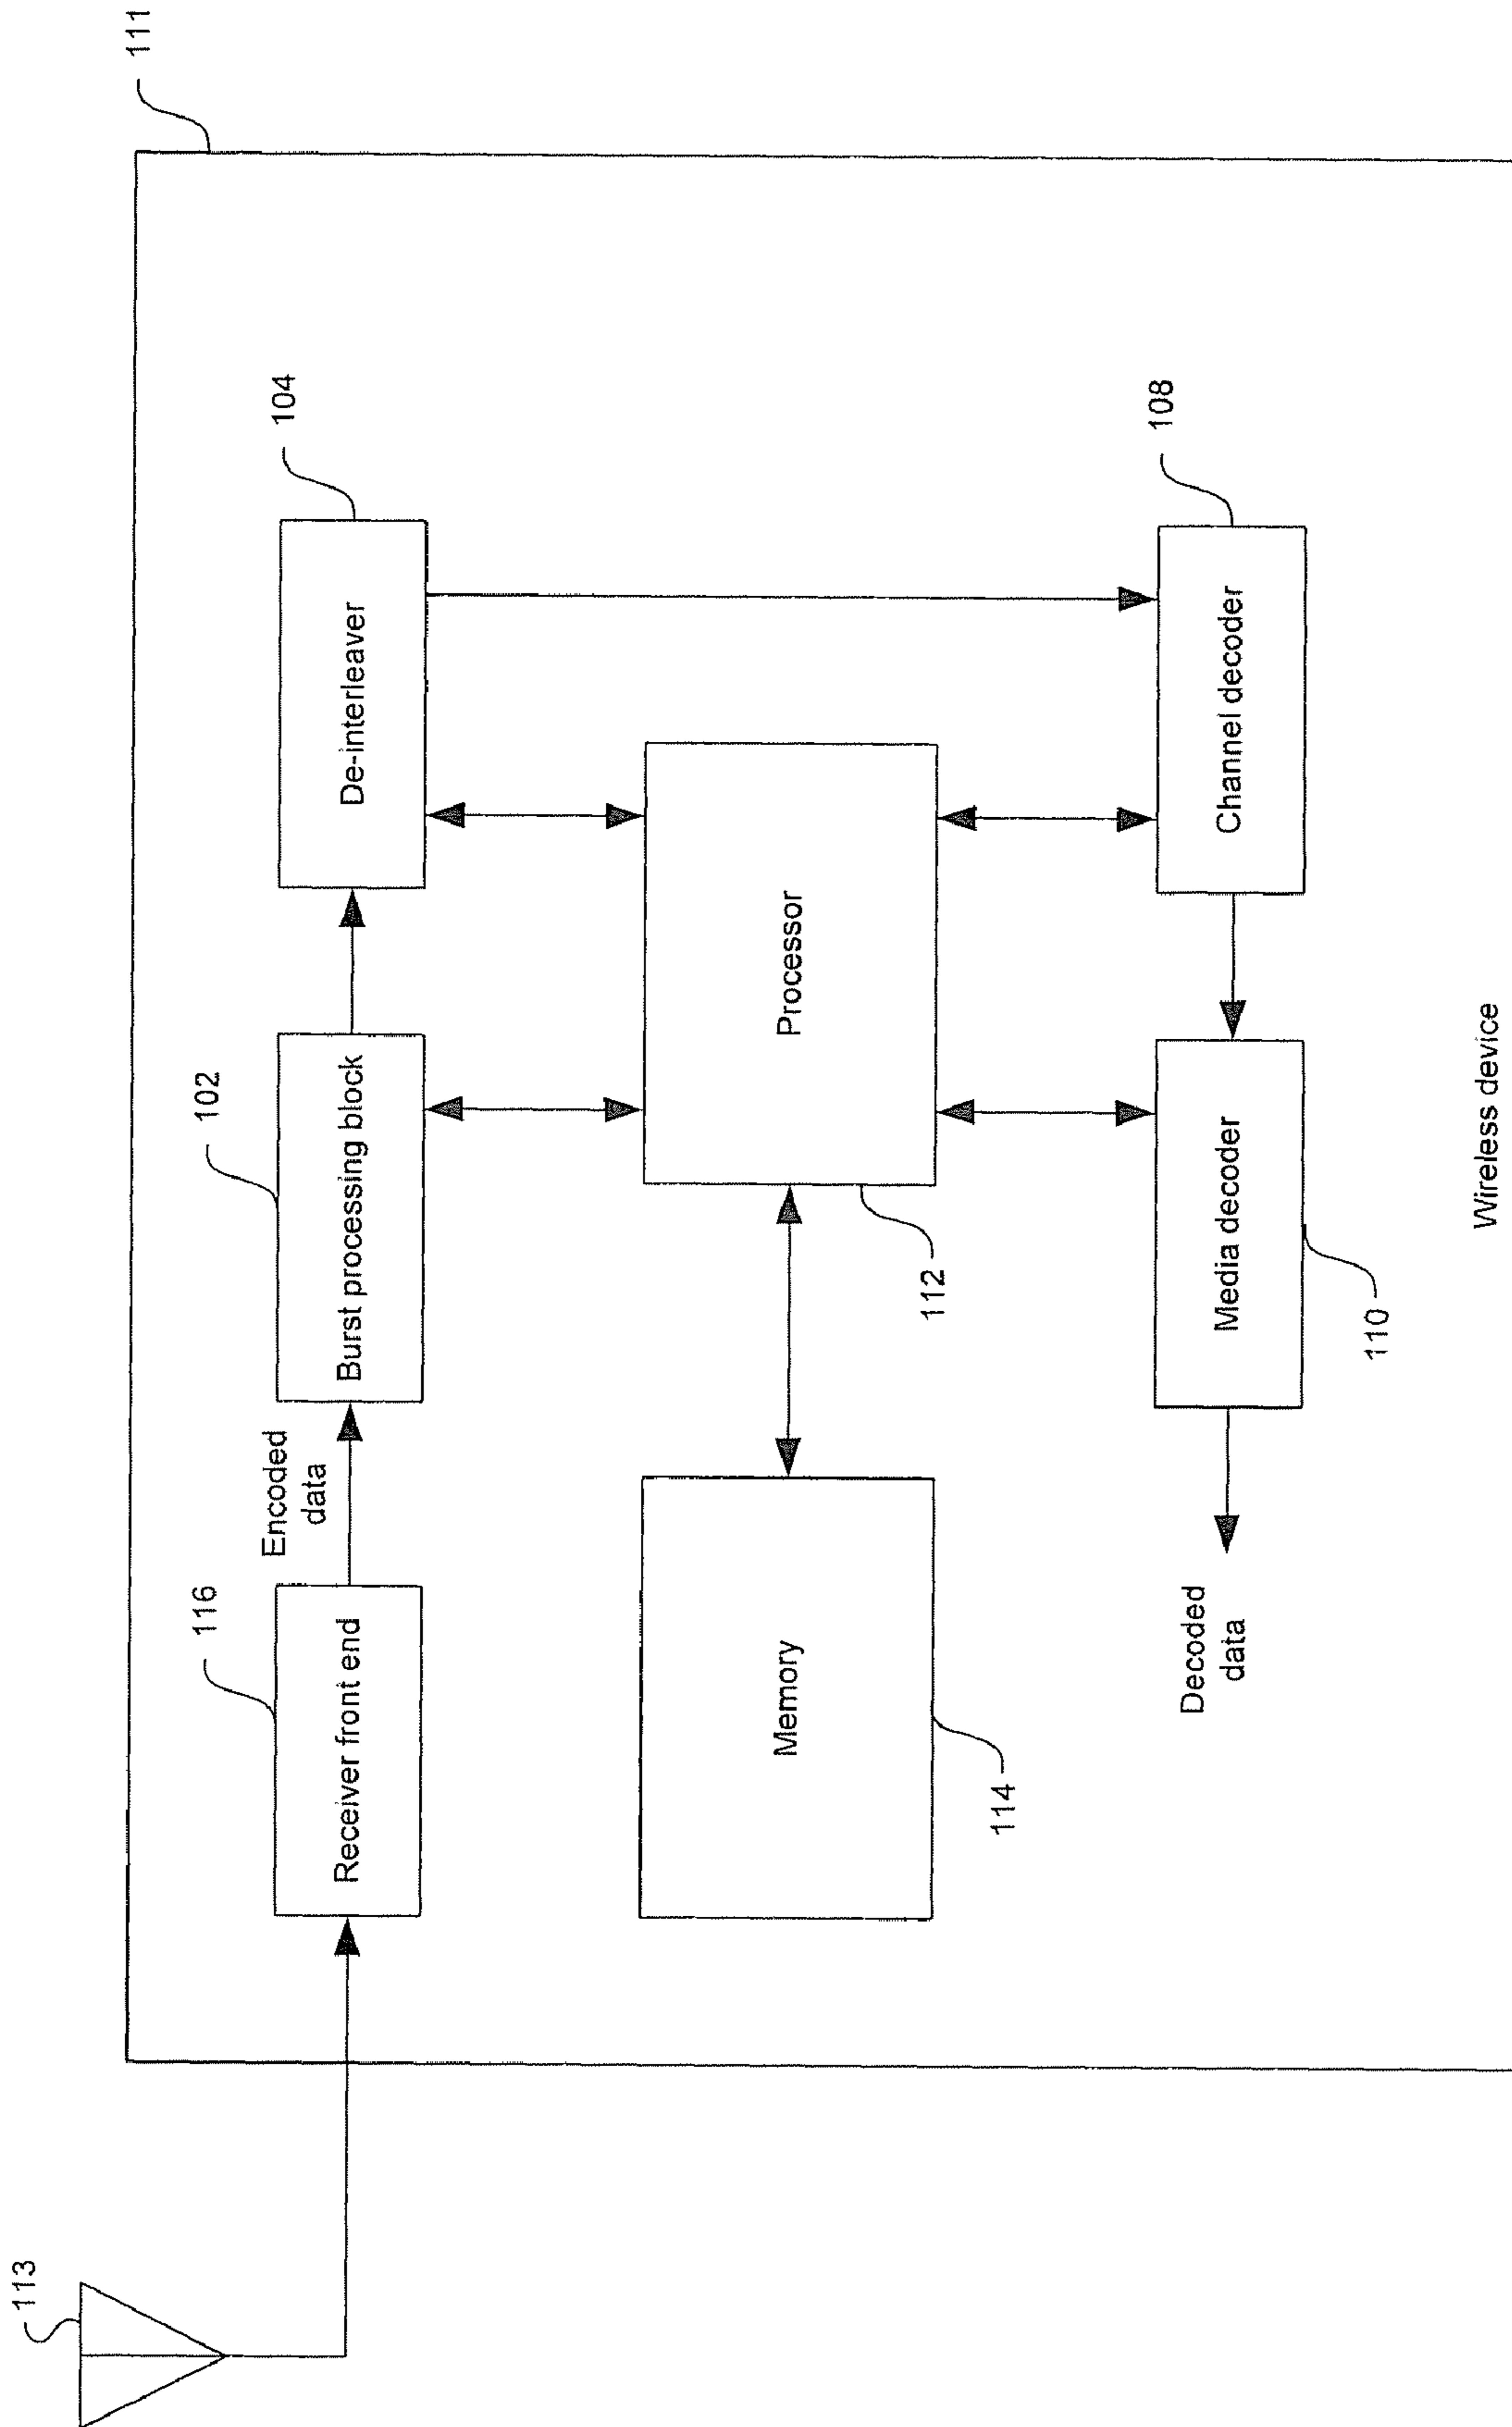 111
113
116
Receiver front end
Encoded
data
102
Burst processing block
104
De-interleaver
Memory
114
Processor
112
Decoded
data
Media decoder
110
Channel decoder
108
Wireless device